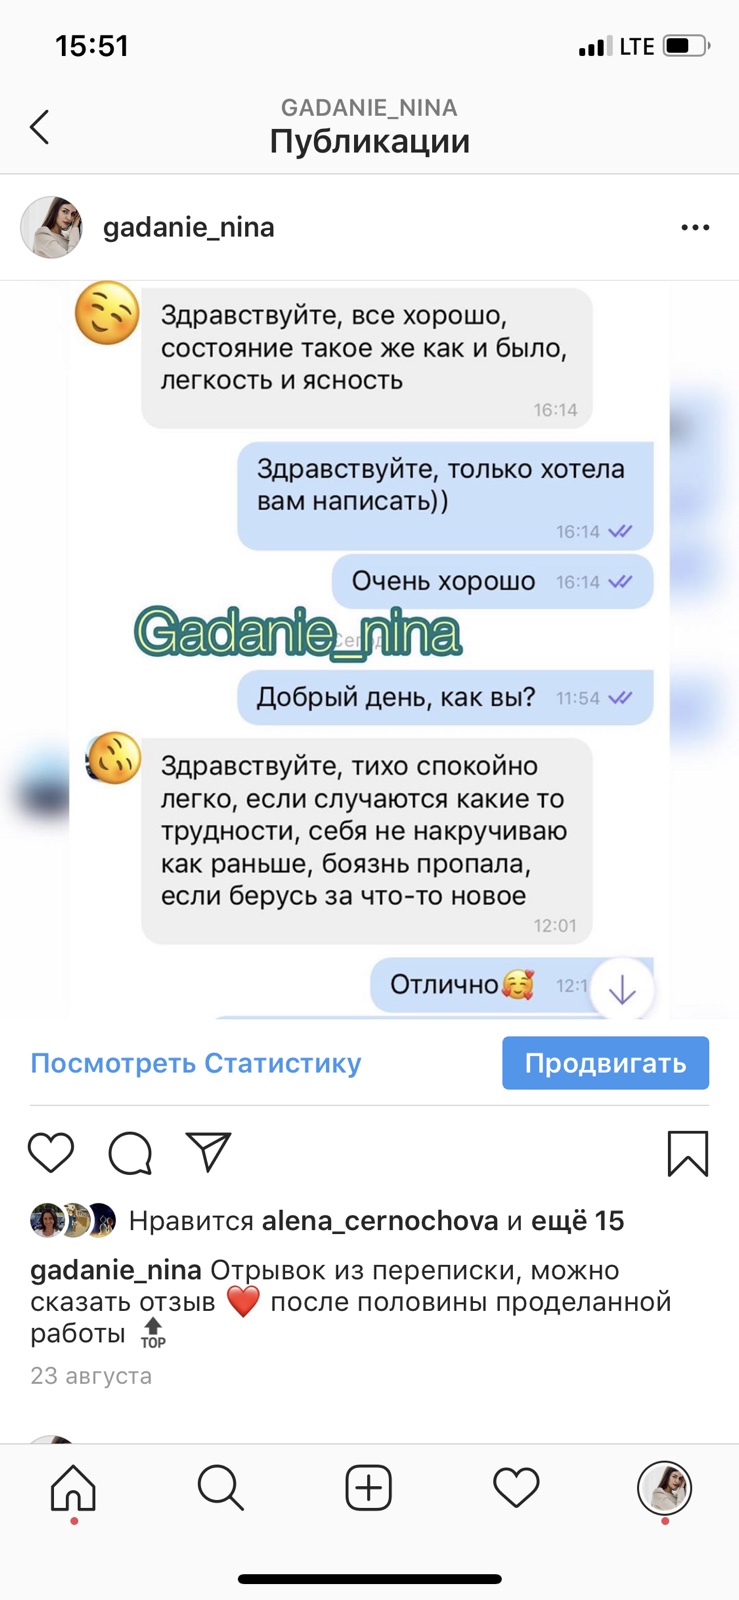 15:51
LTE
GADANIE_NINA
Публикации
gadanie_nina
Здравствуйте, все хорошо,
состояние такое же как и было,
легкость и ясность
16:14
Здравствуйте, только хотела
вам написать))
16:14
Очень хорошо 16:14
Gadanie_nina
Добрый день, как вы? 11:54
Здравствуйте, тихо спокойно
легко, если случаются какие то
трудности, себя не накручиваю
как раньше, боязнь пропала,
если берусь за что-то новое
12:01
Отлично🥰 12:1
Посмотреть Статистику
Продвигать
Нравится alena_cernochova и ещё 15
gadanie_nina Отрывок из переписки, можно
сказать отзыв ❤️ после половины проделанной
работы 🔝
23 августа